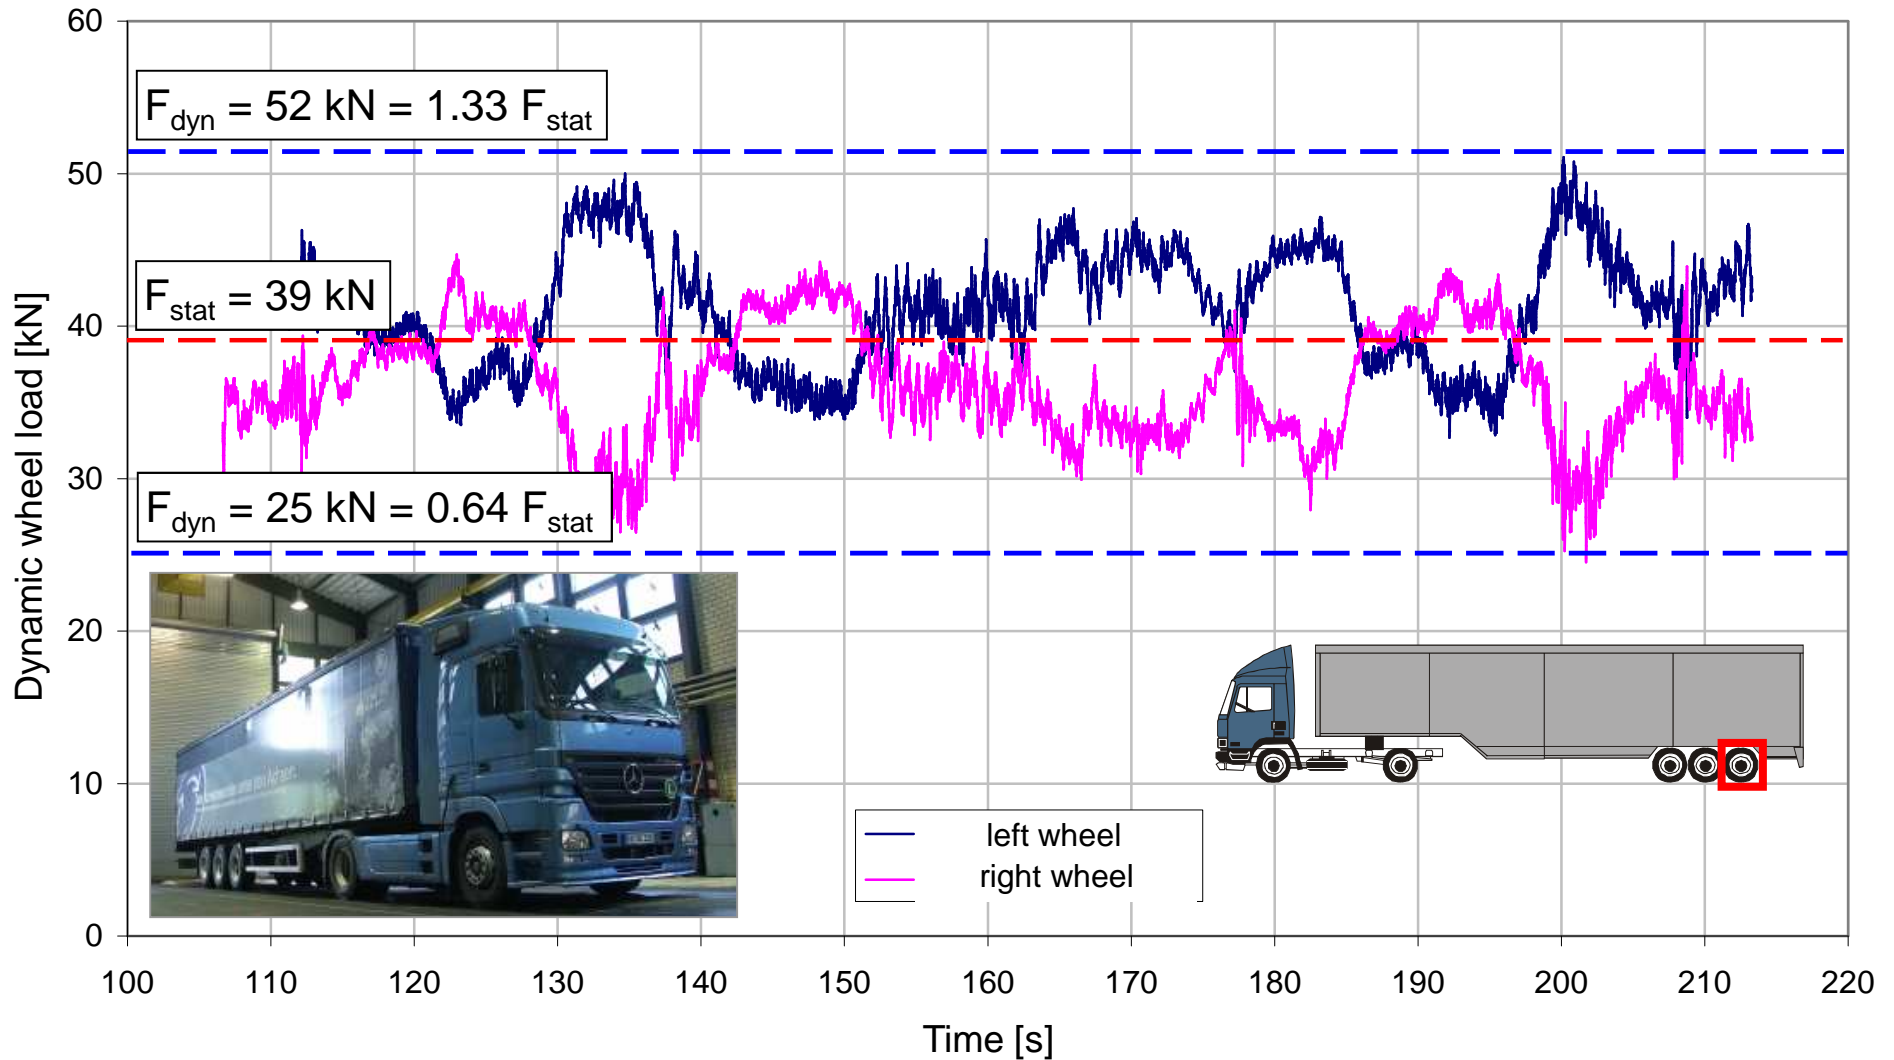 60
50
40
30
20
10
0
Dynamic wheel load [kN]
F_dyn = 52 kN = 1.33 F_stat
F_stat = 39 kN
F_dyn = 25 kN = 0.64 F_stat
left wheel
right wheel
100 110 120 130 140 150 160 170 180 190 200 210 220
Time [s]